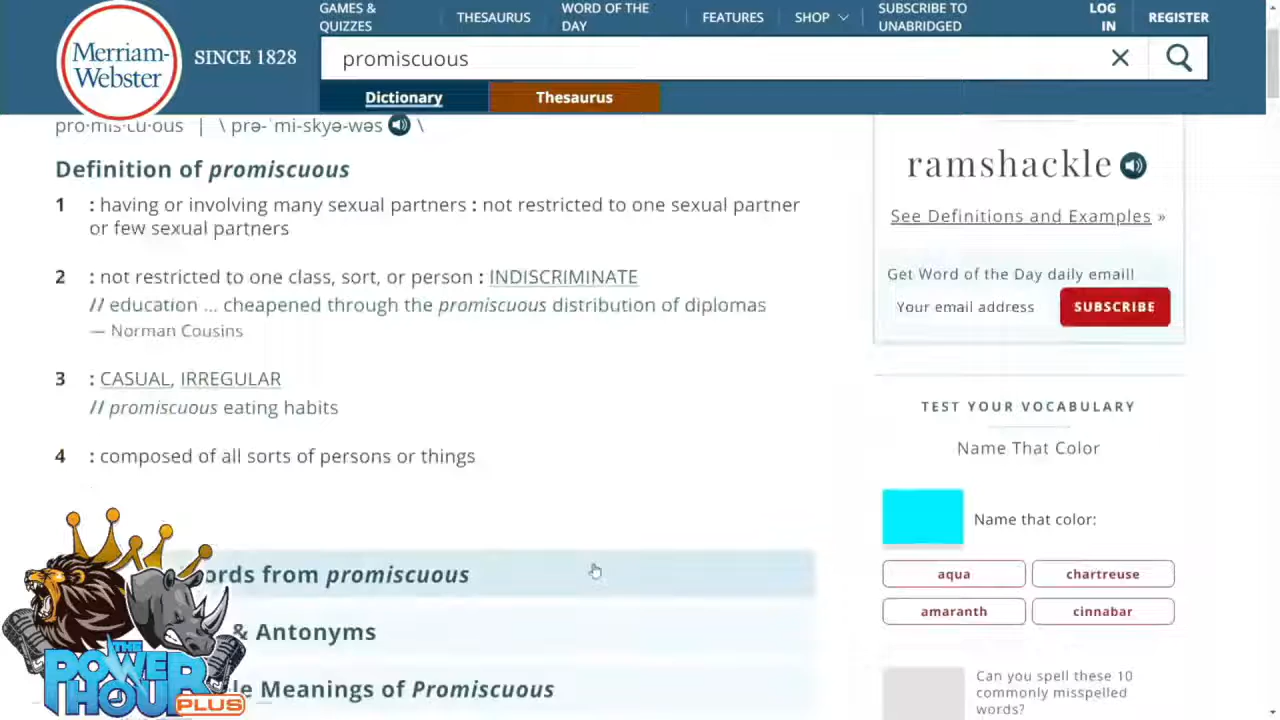 GAMES & QUIZZES
THESAURUS
WORD OF THE DAY
FEATURES
SHOP
SUBSCRIBE TO UNABRIDGED
LOG IN
REGISTER
Merriam-
Webster
SINCE 1828
promiscuous
Dictionary
Thesaurus
pro·mis·cu·ous | \ prə-ˈmi-skyə-wəs \
Definition of promiscuous
1 : having or involving many sexual partners : not restricted to one sexual partner
or few sexual partners
2 : not restricted to one class, sort, or person : INDISCRIMINATE
// education ... cheapened through the promiscuous distribution of diplomas
— Norman Cousins
3 : CASUAL, IRREGULAR
// promiscuous eating habits
4 : composed of all sorts of persons or things
ords from promiscuous
& Antonyms
le Meanings of Promiscuous
THE
POWER
HOUR
PLUS
ramshackle
See Definitions and Examples »
Get Word of the Day daily email!
Your email address
SUBSCRIBE
TEST YOUR VOCABULARY
Name That Color
Name that color:
aqua
chartreuse
amaranth
cinnabar
Can you spell these 10
commonly misspelled
words?